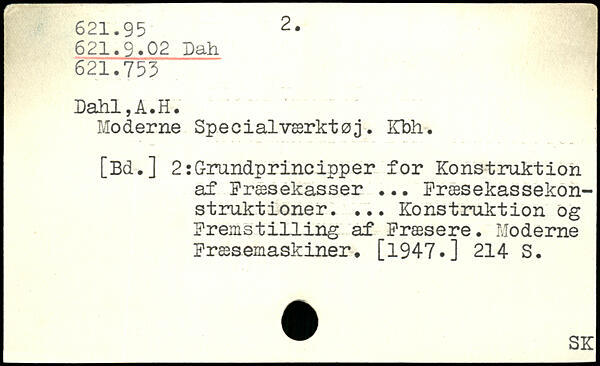 621.95
2.
621.9.02 Dah
621.753
Dahl,A.H.
Moderne Specialværktøj. Kbh.
[Bd.] 2:Grundprincipper for Konstruktion
af Fræsekasser ... Fræsekassekon-
struktioner. ... Konstruktion og
Fremstilling af Fræsere. Moderne
Fræsemaskiner. [1947.] 214 S.
SK